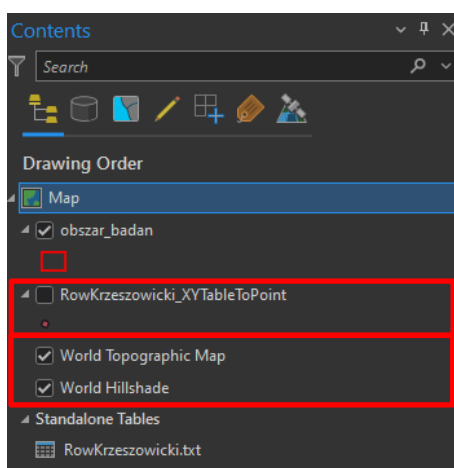 Contents
Search
Drawing Order
Map
obszar_badan
RowKrzeszowicki_XYTableToPoint
World Topographic Map
World Hillshade
Standalone Tables
RowKrzeszowicki.txt